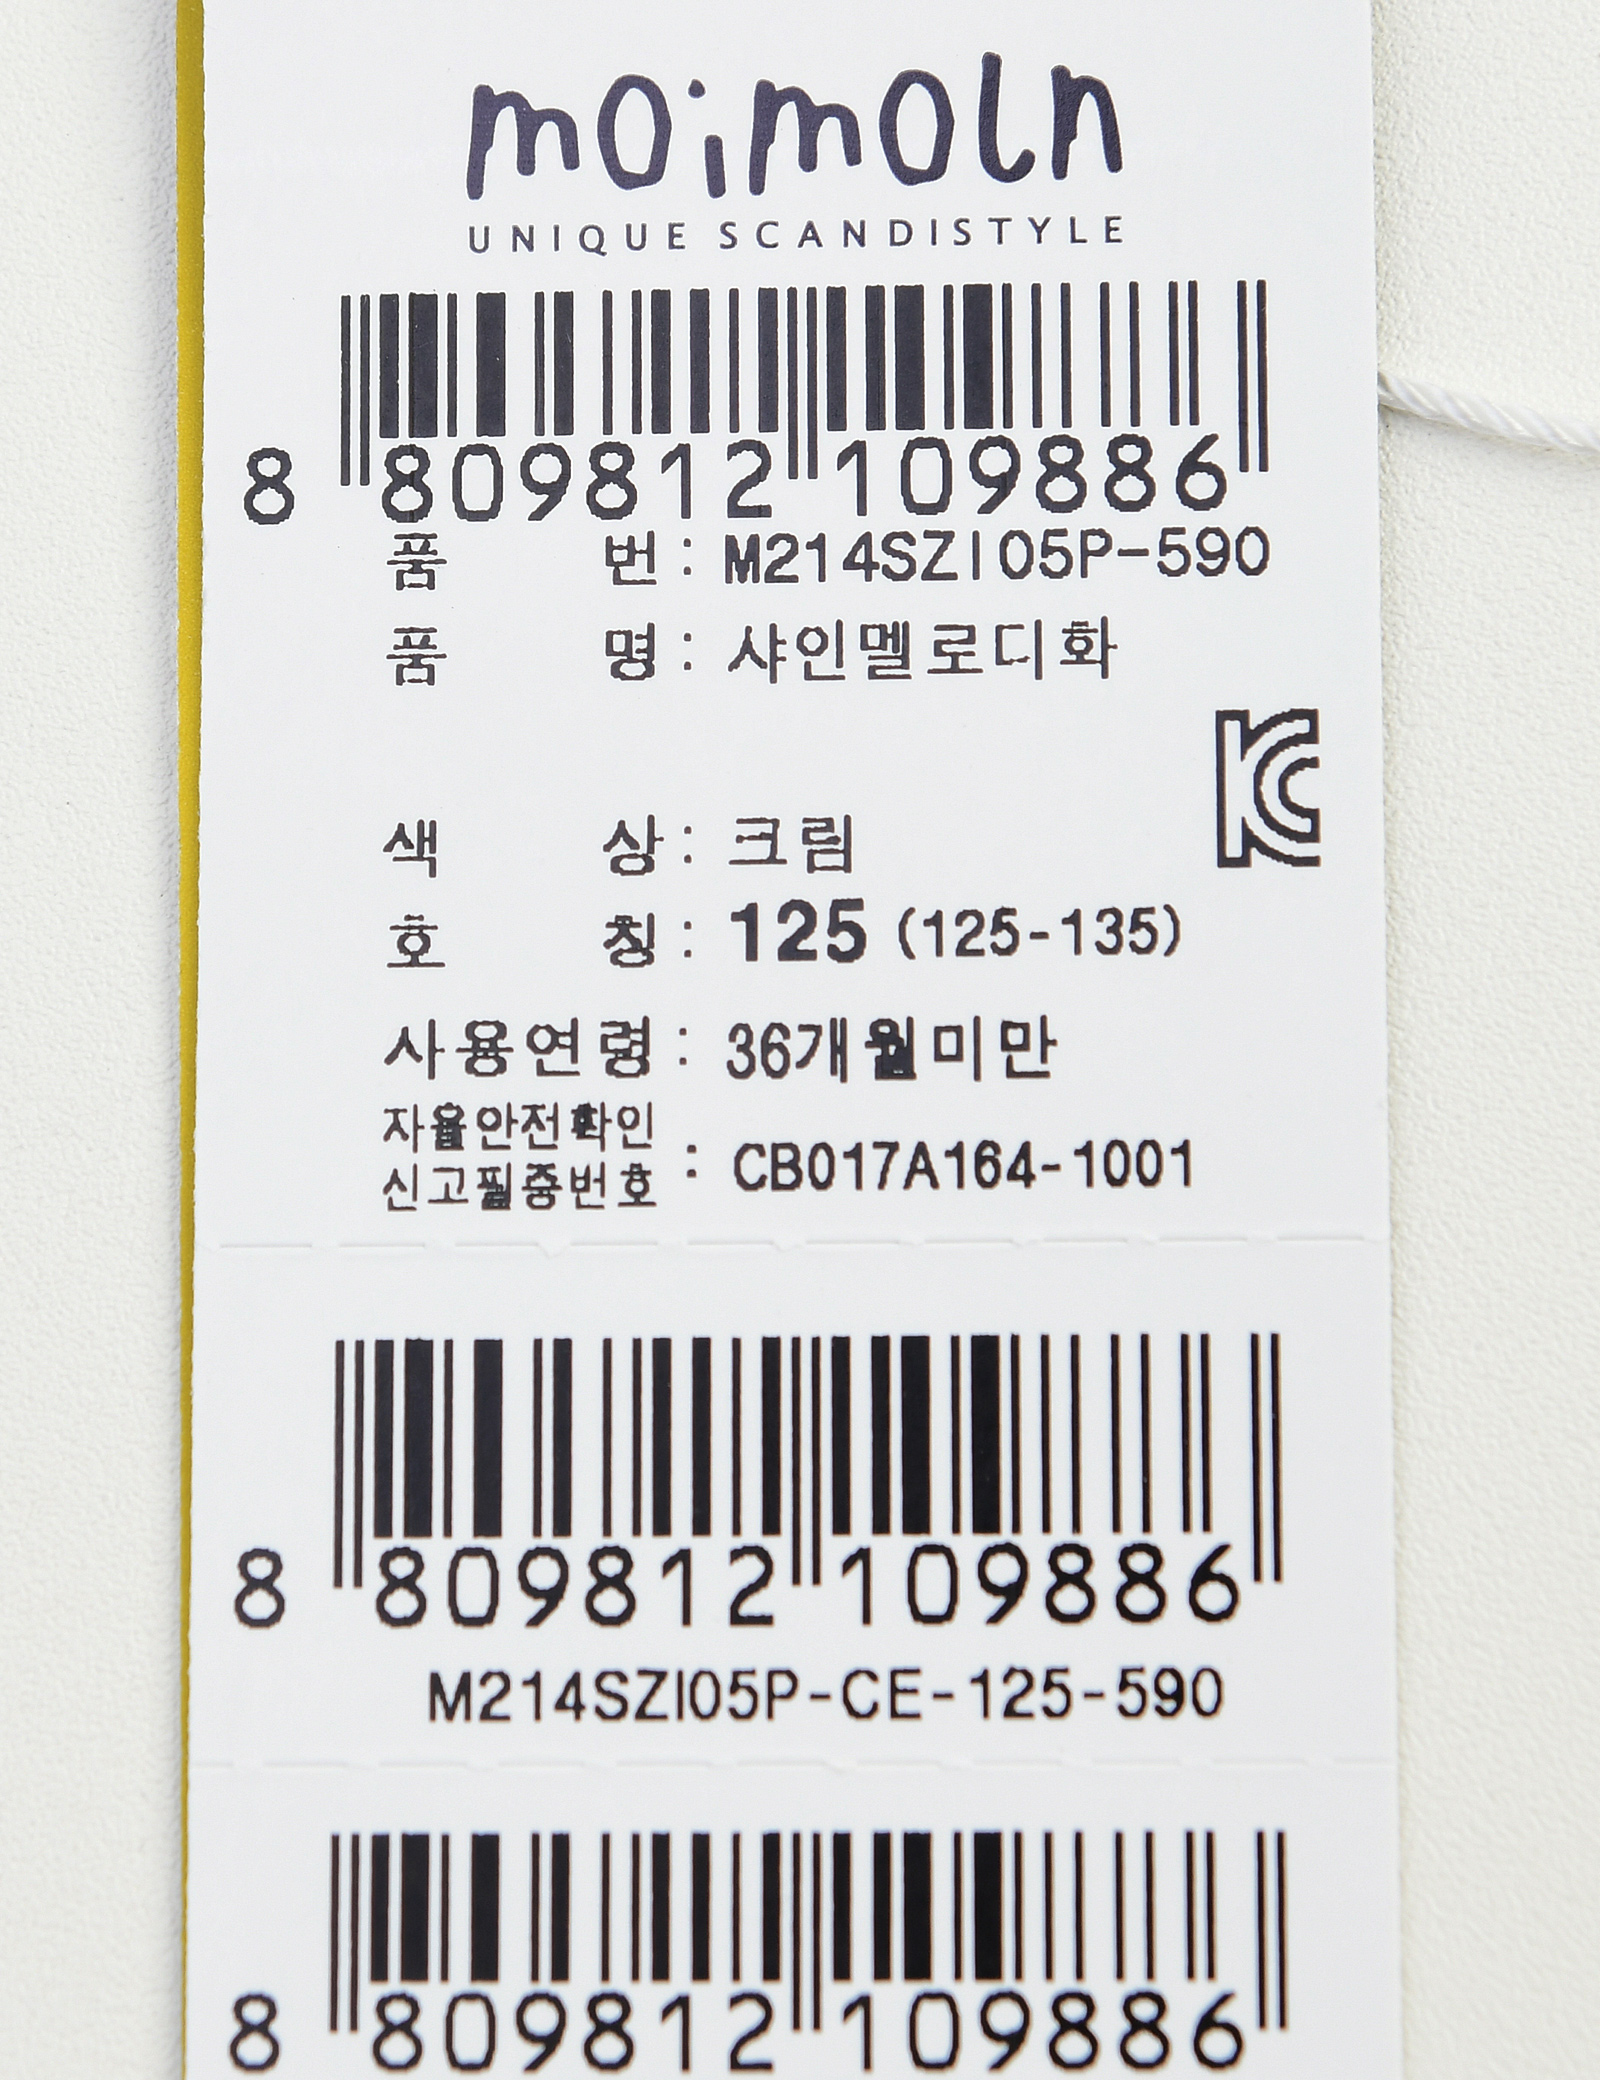 moimoln
UNIQUE SCANDISTYLE
8 809812 109886
품 번 : M214SZI05P-590
품 명 : 샤인멜로디화
색 상 : 크림
호 칭 : 125 (125-135)
사용연령 : 36개월미만
자율안전확인
신고필증번호 : CB017A164-1001
8 809812 109886
M214SZI05P-CE-125-590
8 809812 109886